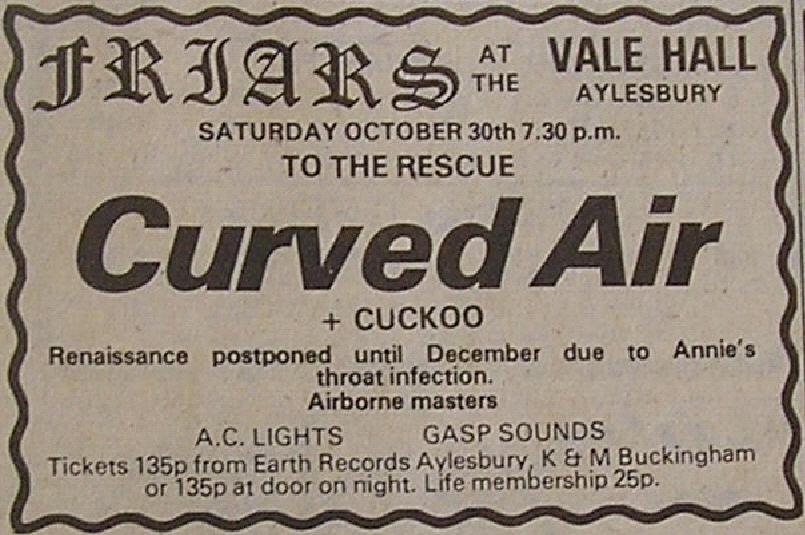 FRIARS AT THE VALE HALL
AYLESBURY
SATURDAY OCTOBER 30th 7.30 p.m.
TO THE RESCUE
Curved Air
+ CUCKOO
Renaissance postponed until December due to Annie's
throat infection.
Airborne masters
A.C. LIGHTS GASP SOUNDS
Tickets 135p from Earth Records Aylesbury, K & M Buckingham
or 135p at door on night. Life membership 25p.